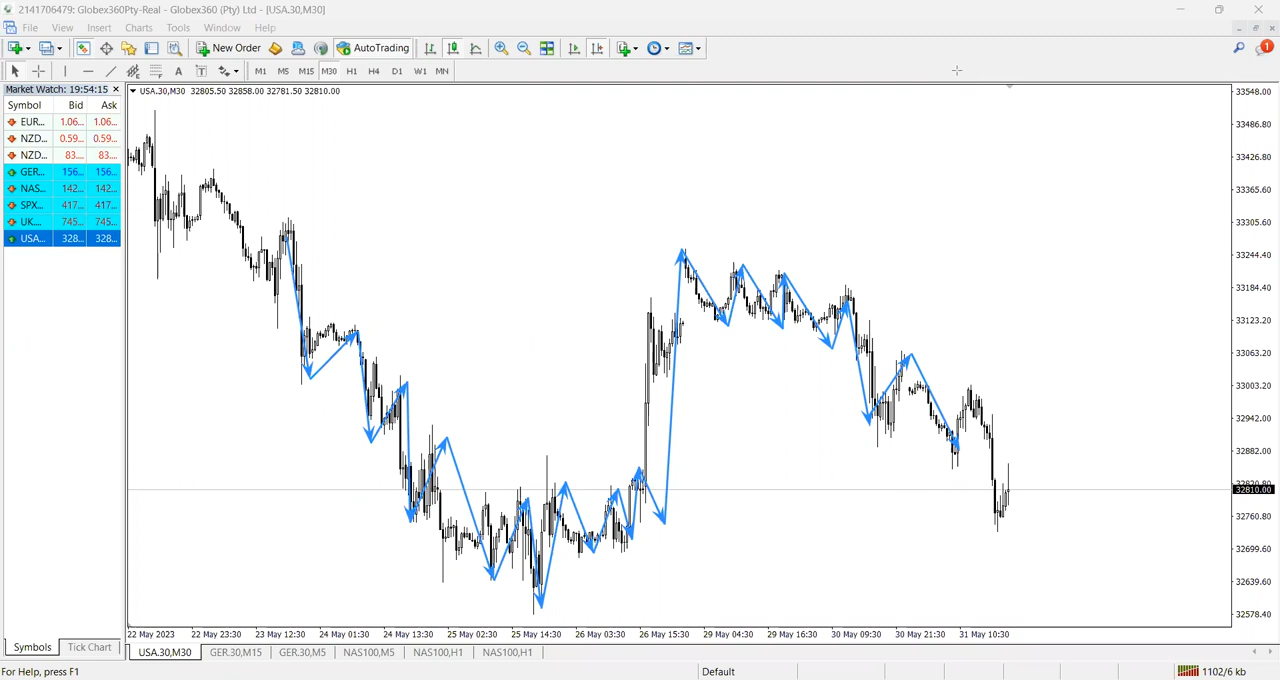 2141706479: Globex360Pty-Real - Globex360 (Pty) Ltd - [USA.30,M30]
File View Insert Charts Tools Window Help
New Order AutoTrading
1
A T M1 M5 M15 M30 H1 H4 D1 W1 MN
Market Watch: 19:54:15
Symbol Bid Ask
EUR... 1.06... 1.06...
NZD... 0.59... 0.59...
NZD... 83.... 83....
GER... 156... 156...
NAS... 142... 142...
SPX... 417... 417...
UK.... 745... 745...
USA... 328... 328...
Symbols Tick Chart
USA.30,M30 32805.50 32858.00 32781.50 32810.00
33548.00
33486.80
33426.80
33365.60
33305.60
33244.40
33184.40
33123.20
33063.20
33003.20
32942.00
32882.00
32820.80
32810.00
32760.80
32699.60
32639.60
32578.40
22 May 2023 22 May 23:30 23 May 12:30 24 May 01:30 24 May 13:30 25 May 02:30 25 May 14:30 26 May 03:30 26 May 15:30 29 May 04:30 29 May 16:30 30 May 09:30 30 May 21:30 31 May 10:30
USA.30,M30 GER.30,M15 GER.30,M5 NAS100,M5 NAS100,H1 NAS100,H1
For Help, press F1 Default 1102/6 kb